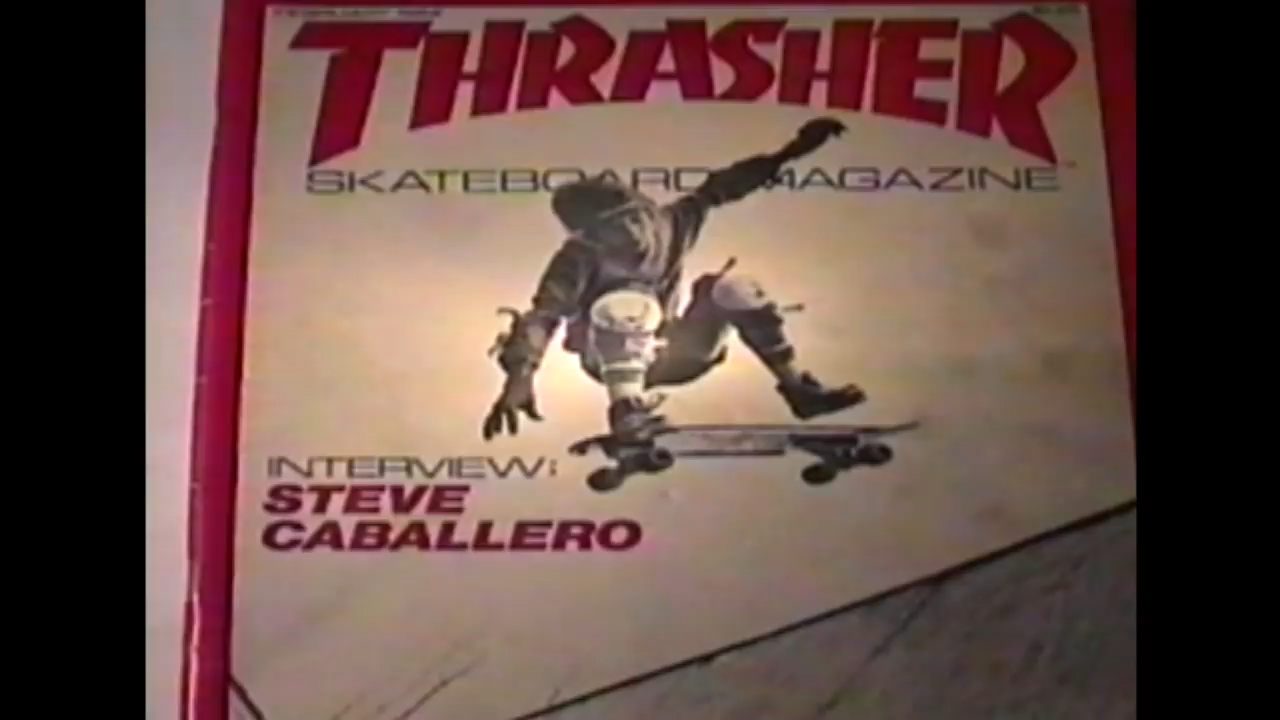 THRASHER
SKATEBOARD MAGAZINE
INTERVIEW:
STEVE
CABALLERO